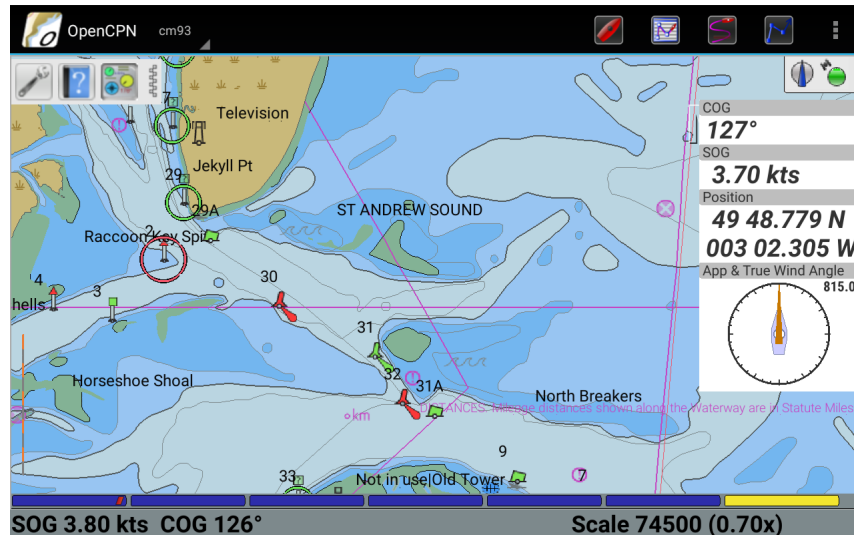 OpenCPN cm93
COG
127°
SOG
3.70 kts
Position
49 48.779 N
003 02.305 W
App & True Wind Angle
815.0
7
Television
Jekyll Pt
29
29A
ST ANDREW SOUND
2
Raccoon Key Spit
30
4
3
hells
31
32
31A
Horseshoe Shoal
North Breakers
km
DISTANCES. Mileage distances shown along the Waterway are in Statute Miles
9
33
Not in use|Old Tower
7
SOG 3.80 kts COG 126°
Scale 74500 (0.70x)